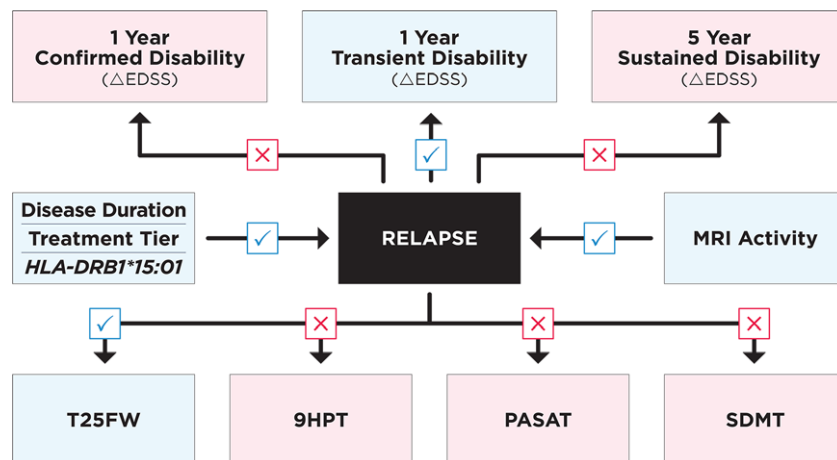 1 Year
Confirmed Disability
(△EDSS)
1 Year
Transient Disability
(△EDSS)
5 Year
Sustained Disability
(△EDSS)
Disease Duration
Treatment Tier
HLA-DRB1*15:01
RELAPSE
MRI Activity
T25FW
9HPT
PASAT
SDMT